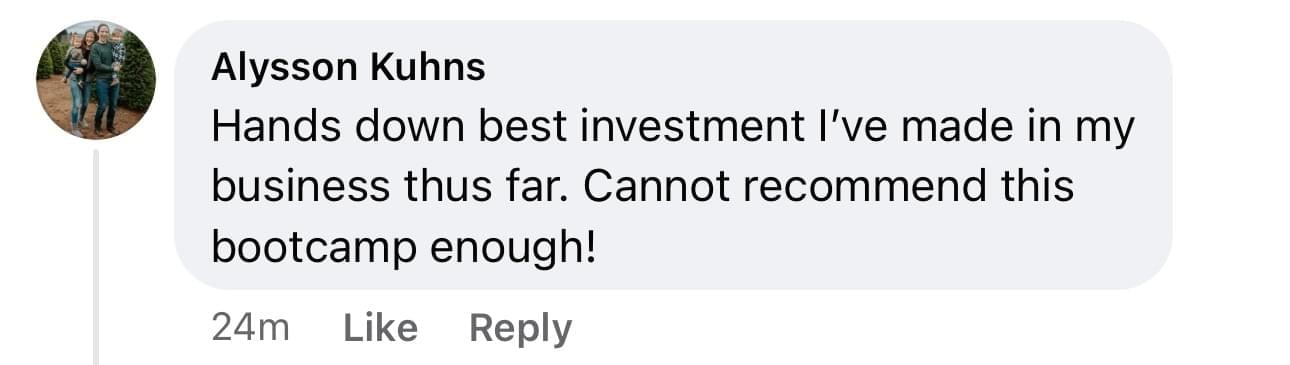 Alysson Kuhns
Hands down best investment I’ve made in my
business thus far. Cannot recommend this
bootcamp enough!
24m Like Reply